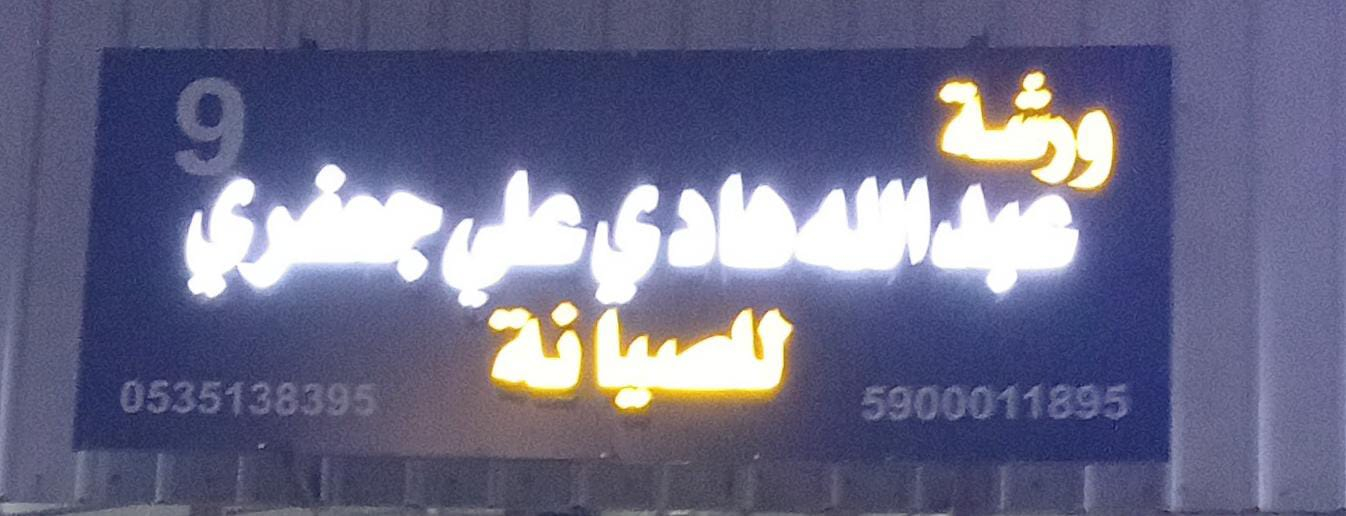 ورشة
9
عبدالله هادي علي جعفري
للصيانة
5900011895
0535138395